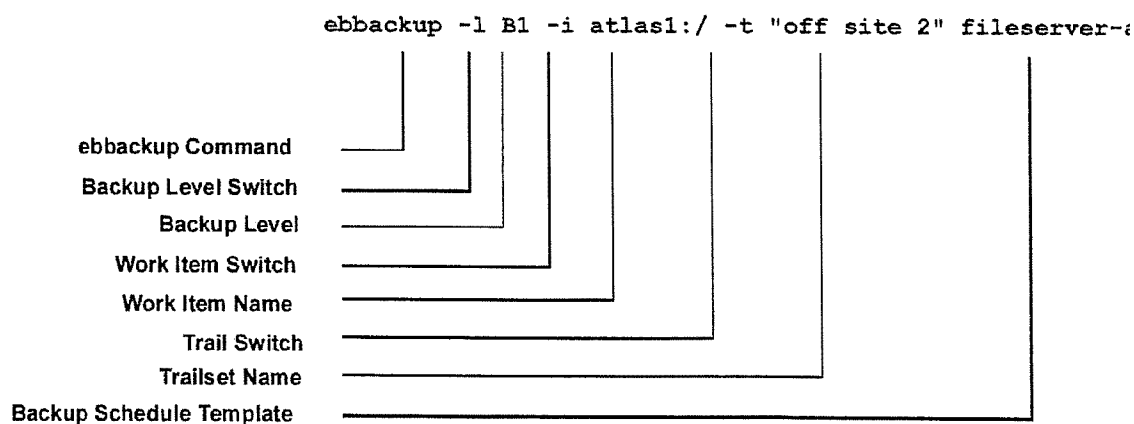 ebbackup -l B1 -i atlas1:/ -t "off site 2" fileserver-a
ebbackup Command
Backup Level Switch
Backup Level
Work Item Switch
Work Item Name
Trail Switch
Trailset Name
Backup Schedule Template